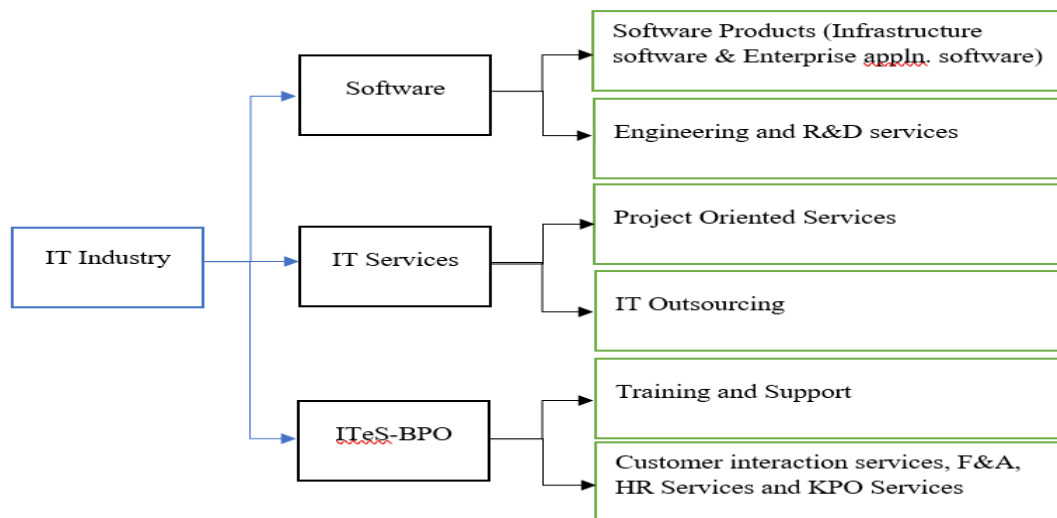 Software Products (Infrastructure
software & Enterprise appln. software)
Software
Engineering and R&D services
IT Industry
Project Oriented Services
IT Services
IT Outsourcing
Training and Support
ITeS-BPO
Customer interaction services, F&A,
HR Services and KPO Services